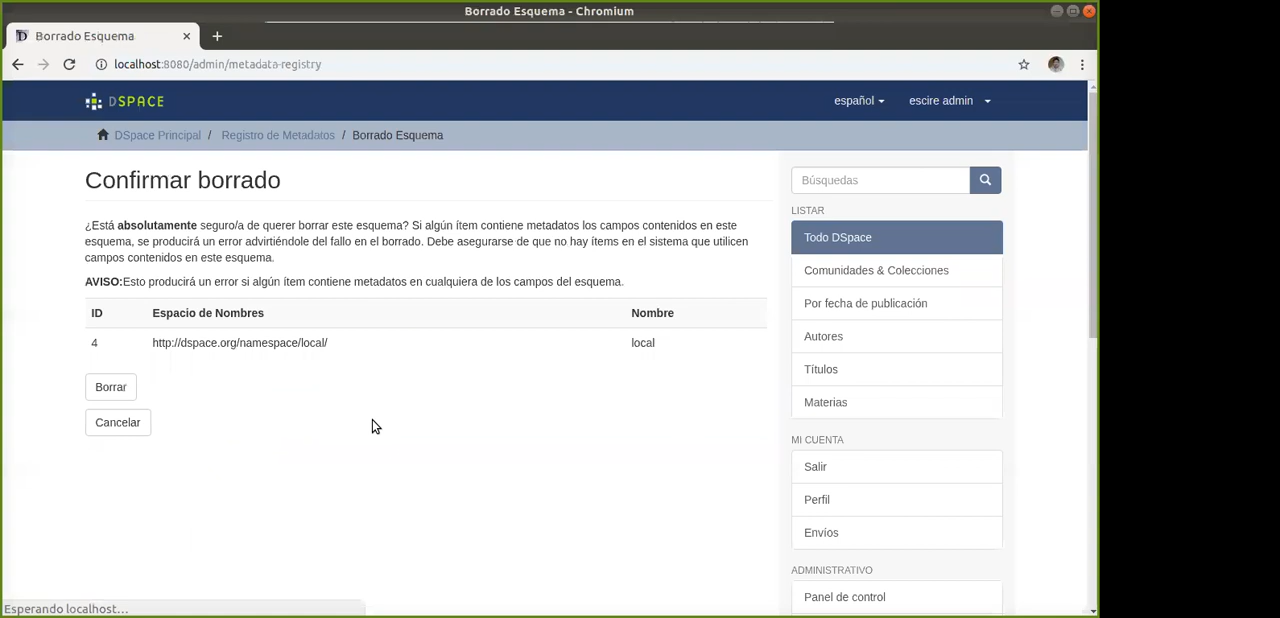 Borrado Esquema - Chromium
Borrado Esquema
localhost:8080/admin/metadata-registry
DSPACE
español
escire admin
DSpace Principal / Registro de Metadatos / Borrado Esquema
Confirmar borrado
¿Está absolutamente seguro/a de querer borrar este esquema? Si algún ítem contiene metadatos los campos contenidos en este
esquema, se producirá un error advirtiéndole del fallo en el borrado. Debe asegurarse de que no hay ítems en el sistema que utilicen
campos contenidos en este esquema.
AVISO:Esto producirá un error si algún ítem contiene metadatos en cualquiera de los campos del esquema.
ID Espacio de Nombres Nombre
4 http://dspace.org/namespace/local/ local
Borrar
Cancelar
Búsquedas
LISTAR
Todo DSpace
Comunidades & Colecciones
Por fecha de publicación
Autores
Títulos
Materias
MI CUENTA
Salir
Perfil
Envíos
ADMINISTRATIVO
Panel de control
Esperando localhost...